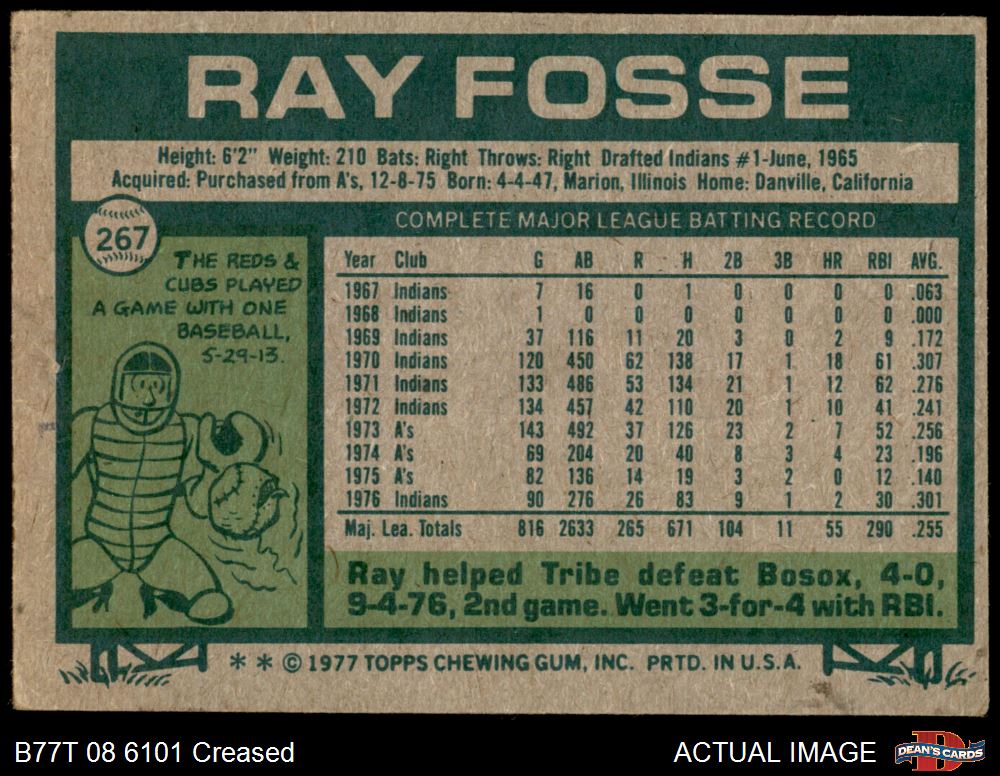 RAY FOSSE
Height: 6'2" Weight: 210 Bats: Right Throws: Right Drafted Indians #1-June, 1965
Acquired: Purchased from A's, 12-8-75 Born: 4-4-47, Marion, Illinois Home: Danville, California
267
THE REDS &
CUBS PLAYED
A GAME WITH ONE
BASEBALL,
5-29-13.
COMPLETE MAJOR LEAGUE BATTING RECORD
Year Club G AB R H 2B 3B HR RBI AVG.
1967 Indians 7 16 0 1 0 0 0 0 .063
1968 Indians 1 0 0 0 0 0 0 0 .000
1969 Indians 37 116 11 20 3 0 2 9 .172
1970 Indians 120 450 62 138 17 1 18 61 .307
1971 Indians 133 486 53 134 21 1 12 62 .276
1972 Indians 134 457 42 110 20 1 10 41 .241
1973 A's 143 492 37 126 23 2 7 52 .256
1974 A's 69 204 20 40 8 3 4 23 .196
1975 A's 82 136 14 19 3 2 0 12 .140
1976 Indians 90 276 26 83 9 1 2 30 .301
Maj. Lea. Totals 816 2633 265 671 104 11 55 290 .255
Ray helped Tribe defeat Bosox, 4-0,
9-4-76, 2nd game. Went 3-for-4 with RBI.
* * © 1977 TOPPS CHEWING GUM, INC. PRTD. IN U.S.A.
B77T 08 6101 Creased
ACTUAL IMAGE
D
DEAN'S CARDS